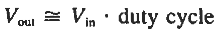 V_out ≅ V_in · duty cycle